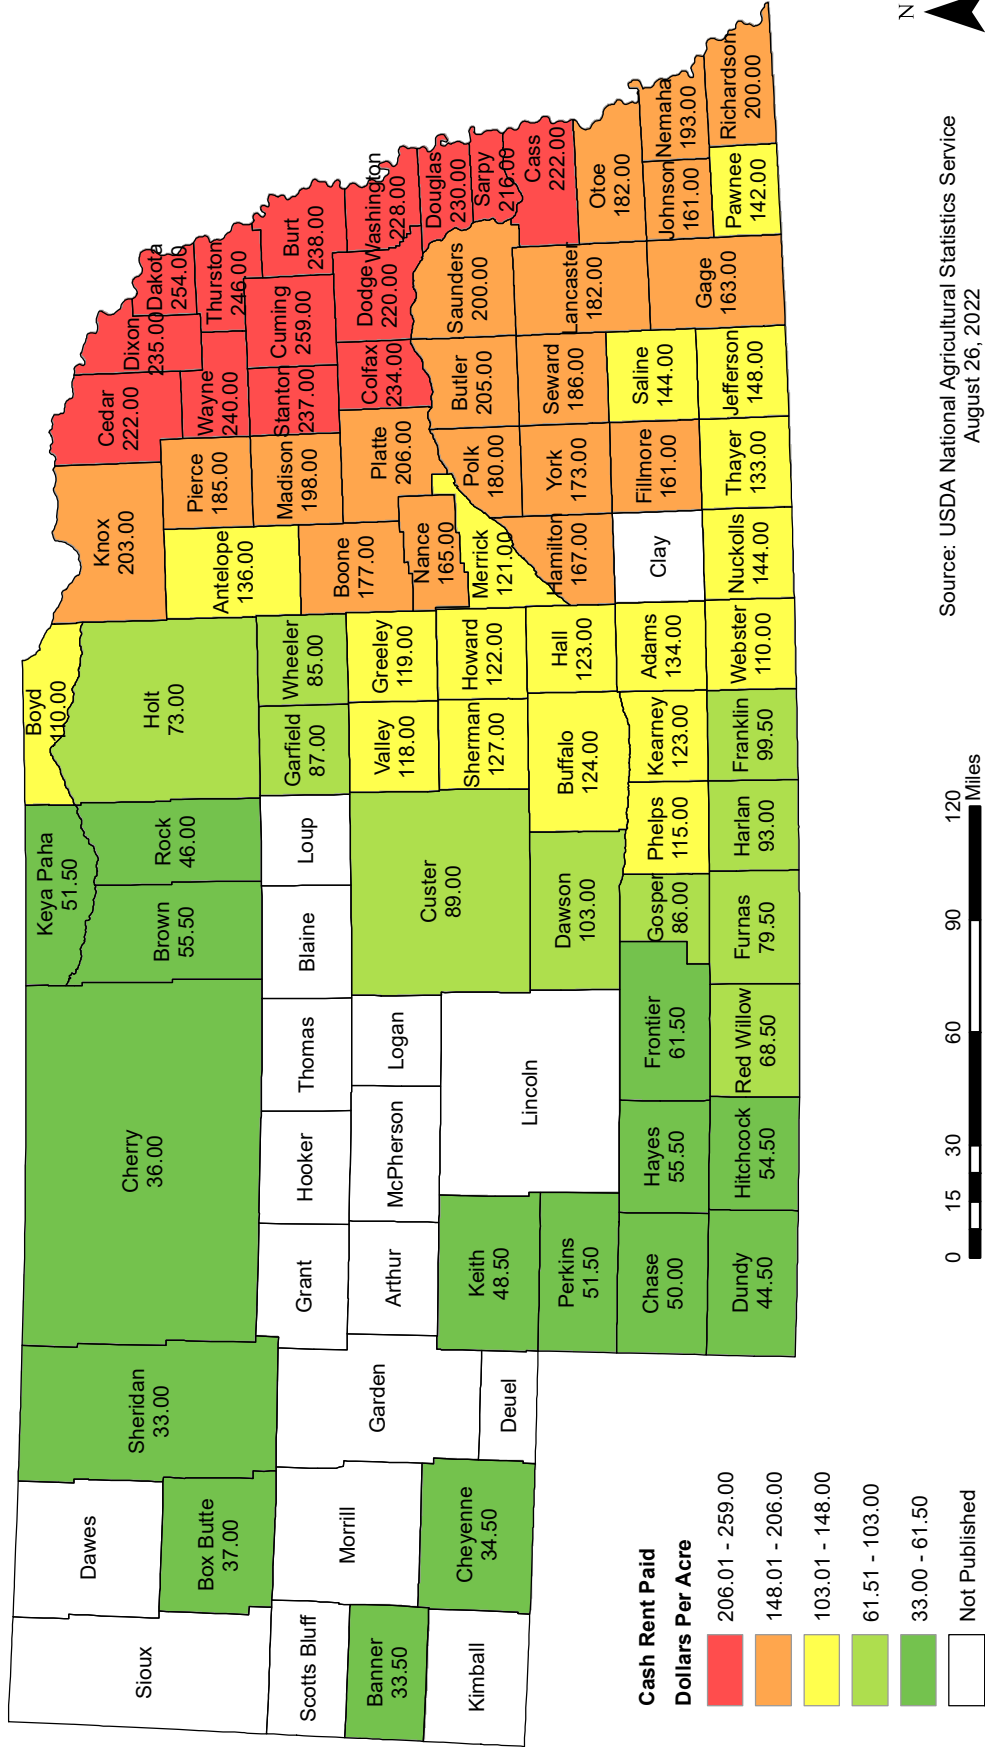 Sioux
Dawes
Box Butte
37.00
Sheridan
33.00
Cherry
36.00
Keya Paha
51.50
Brown
55.50
Rock
46.00
Boyd
110.00
Holt
73.00
Knox
203.00
Antelope
136.00
Pierce
185.00
Cedar
222.00
Wayne
240.00
Dixon
235.00
Dakota
254.00
Thurston
246.00
Scotts Bluff
Banner
33.50
Kimball
Morrill
Cheyenne
34.50
Garden
Deuel
Grant
Hooker
Thomas
Blaine
Loup
Garfield
87.00
Wheeler
85.00
Boone
177.00
Madison
198.00
Stanton
237.00
Cuming
259.00
Burt
238.00
Arthur
McPherson
Logan
Custer
89.00
Valley
118.00
Greeley
119.00
Nance
165.00
Platte
206.00
Colfax
234.00
Dodge
220.00
Washington
228.00
Douglas
230.00
Sarpy
216.00
Keith
48.50
Lincoln
Sherman
127.00
Howard
122.00
Merrick
121.00
Polk
180.00
Butler
205.00
Saunders
200.00
Cass
222.00
Perkins
51.50
Dawson
103.00
Buffalo
124.00
Hall
123.00
Hamilton
167.00
York
173.00
Seward
186.00
Lancaster
182.00
Otoe
182.00
Chase
50.00
Hayes
55.50
Frontier
61.50
Gosper
86.00
Phelps
115.00
Kearney
123.00
Adams
134.00
Clay
Fillmore
161.00
Saline
144.00
Gage
163.00
Johnson
161.00
Nemaha
193.00
Dundy
44.50
Hitchcock
54.50
Red Willow
68.50
Furnas
79.50
Harlan
93.00
Franklin
99.50
Webster
110.00
Nuckolls
144.00
Thayer
133.00
Jefferson
148.00
Pawnee
142.00
Richardson
200.00
Cash Rent Paid
Dollars Per Acre
206.01 - 259.00
148.01 - 206.00
103.01 - 148.00
61.51 - 103.00
33.00 - 61.50
Not Published
0 15 30 60 90 120
Miles
Source: USDA National Agricultural Statistics Service
August 26, 2022
N